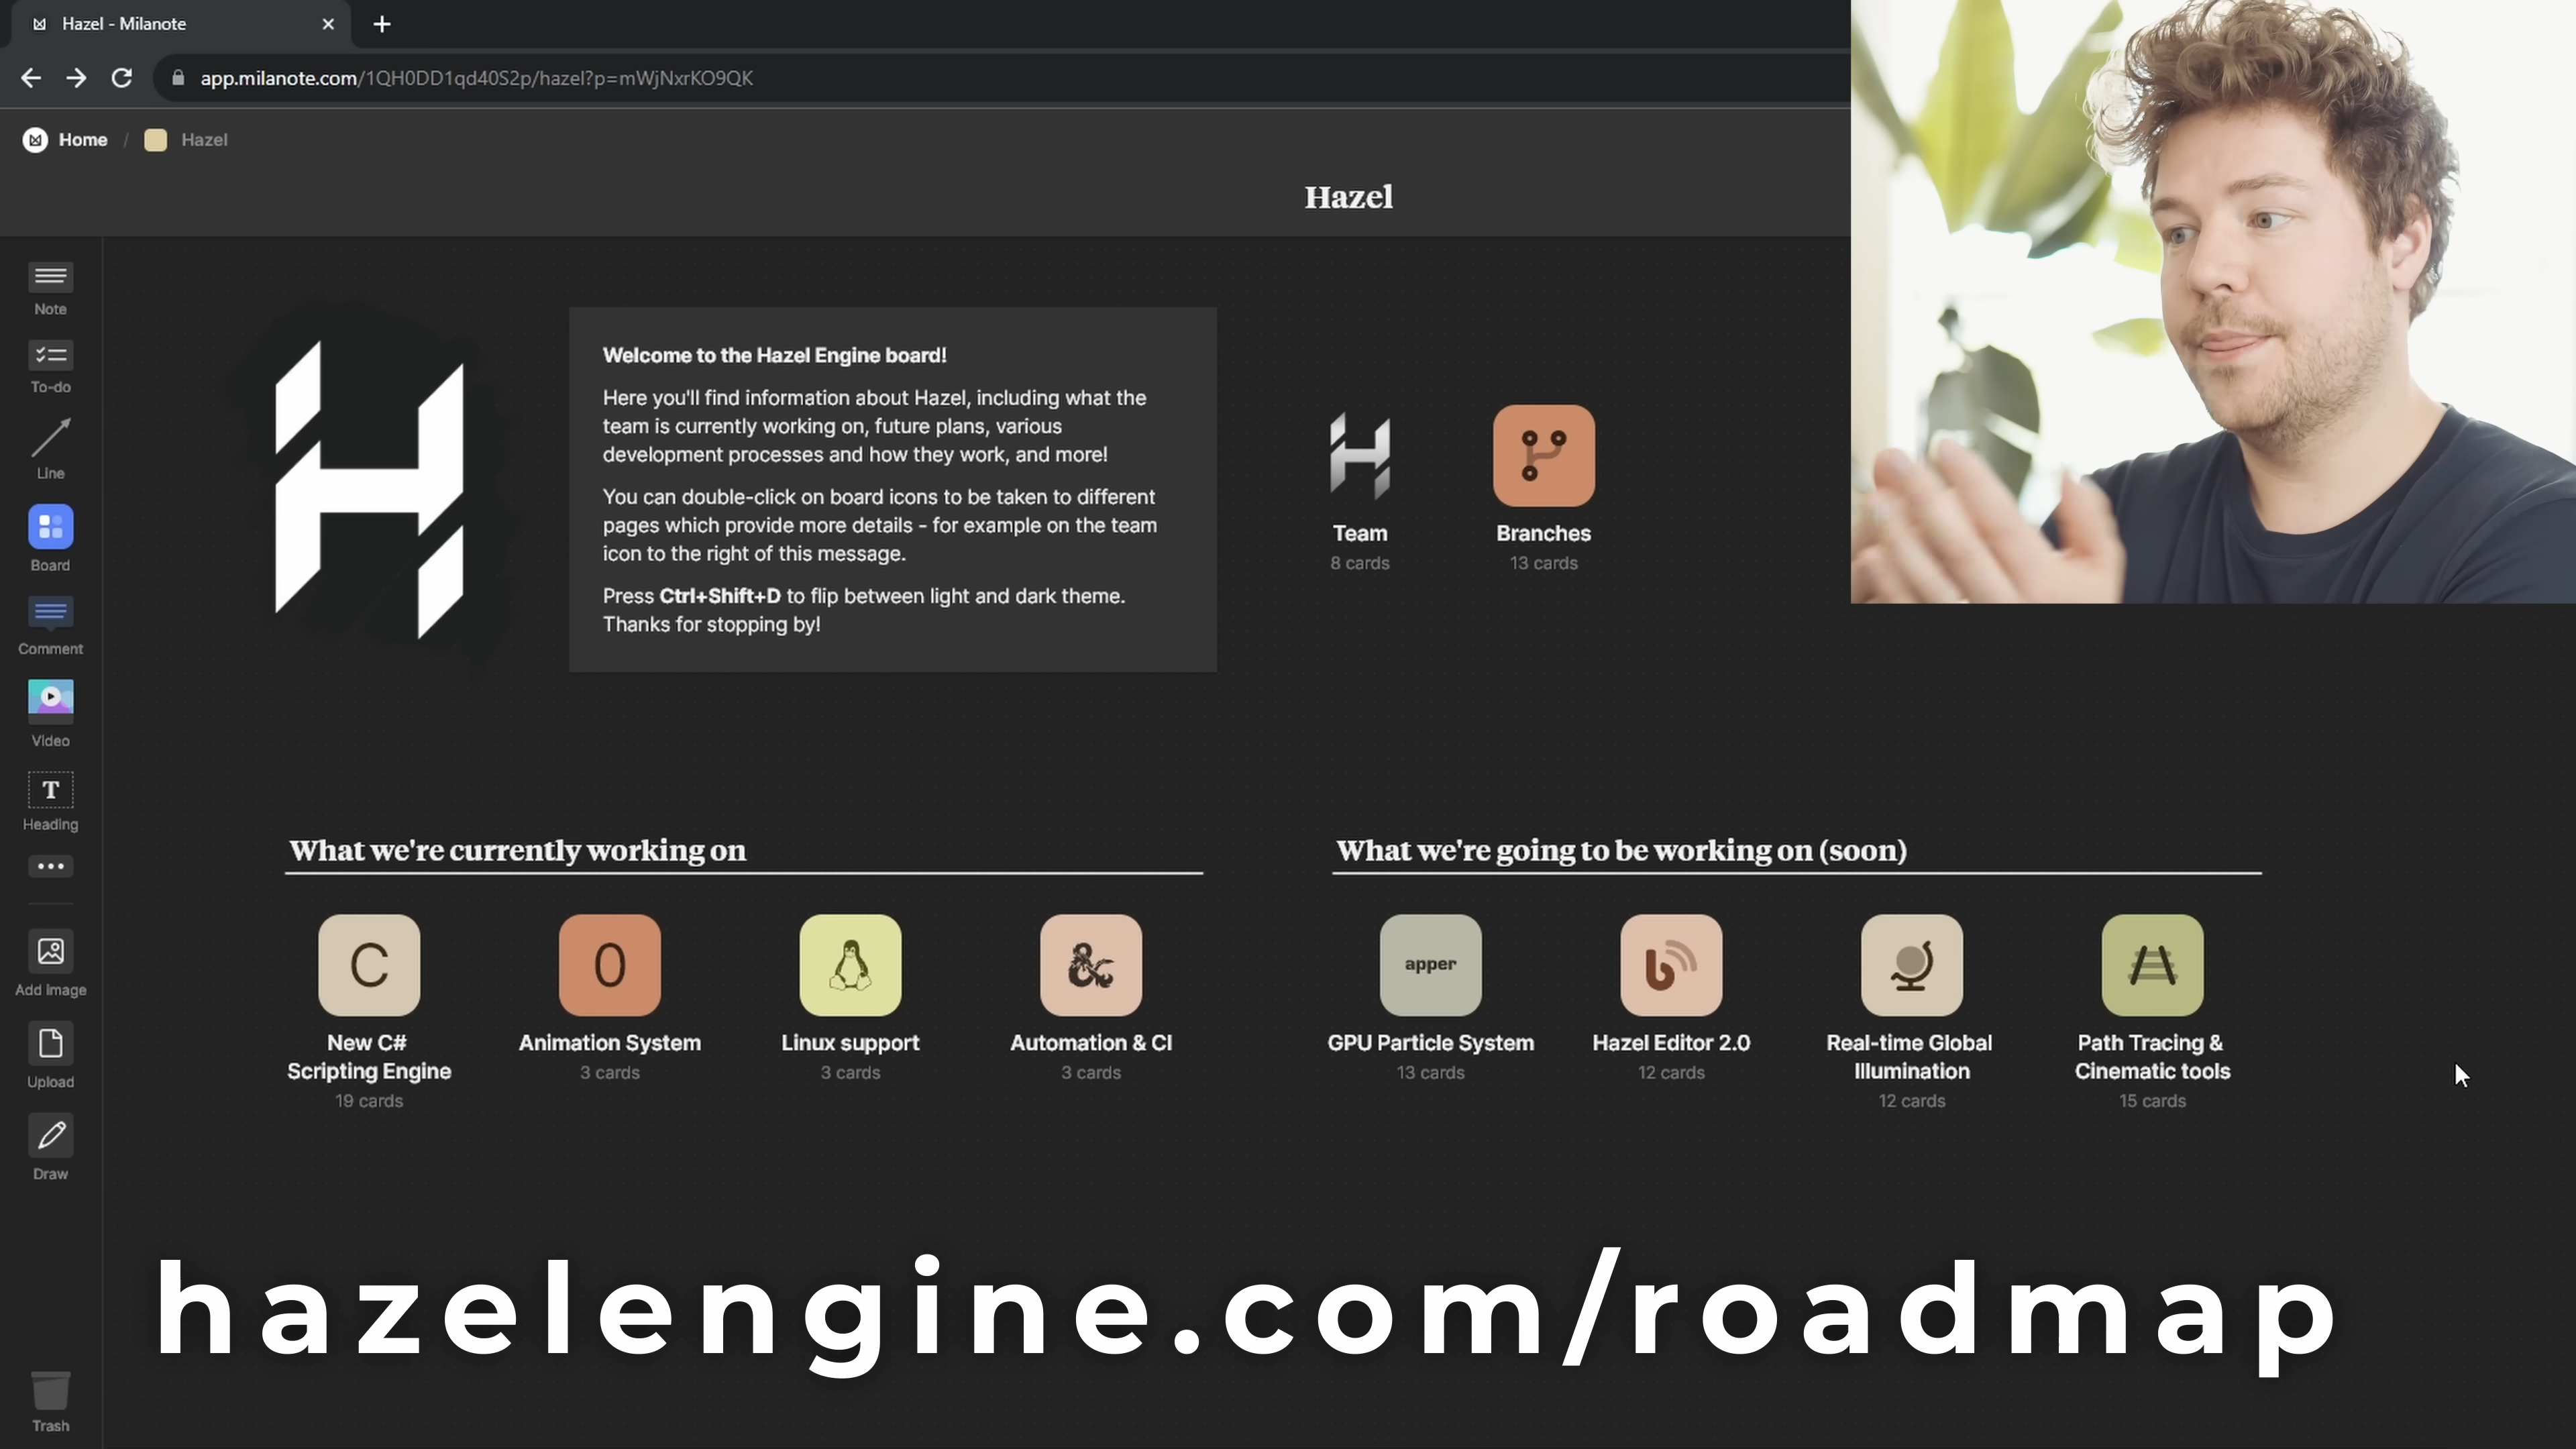 Hazel - Milanote
app.milanote.com/1QH0DD1qd40S2p/hazel?p=mWjNxrKO9QK
Home / Hazel
Hazel
Note
To-do
Line
Board
Comment
Video
T
Heading
Add image
Upload
Draw
Trash
Welcome to the Hazel Engine board!
Here you'll find information about Hazel, including what the
team is currently working on, future plans, various
development processes and how they work, and more!
You can double-click on board icons to be taken to different
pages which provide more details - for example on the team
icon to the right of this message.
Press Ctrl+Shift+D to flip between light and dark theme.
Thanks for stopping by!
Team
8 cards
Branches
13 cards
What we're currently working on
C
New C#
Scripting Engine
19 cards
0
Animation System
3 cards
Linux support
3 cards
&
Automation & CI
3 cards
What we're going to be working on (soon)
apper
GPU Particle System
13 cards
b
Hazel Editor 2.0
12 cards
Real-time Global
Illumination
12 cards
Path Tracing &
Cinematic tools
15 cards
hazelengine.com/roadmap